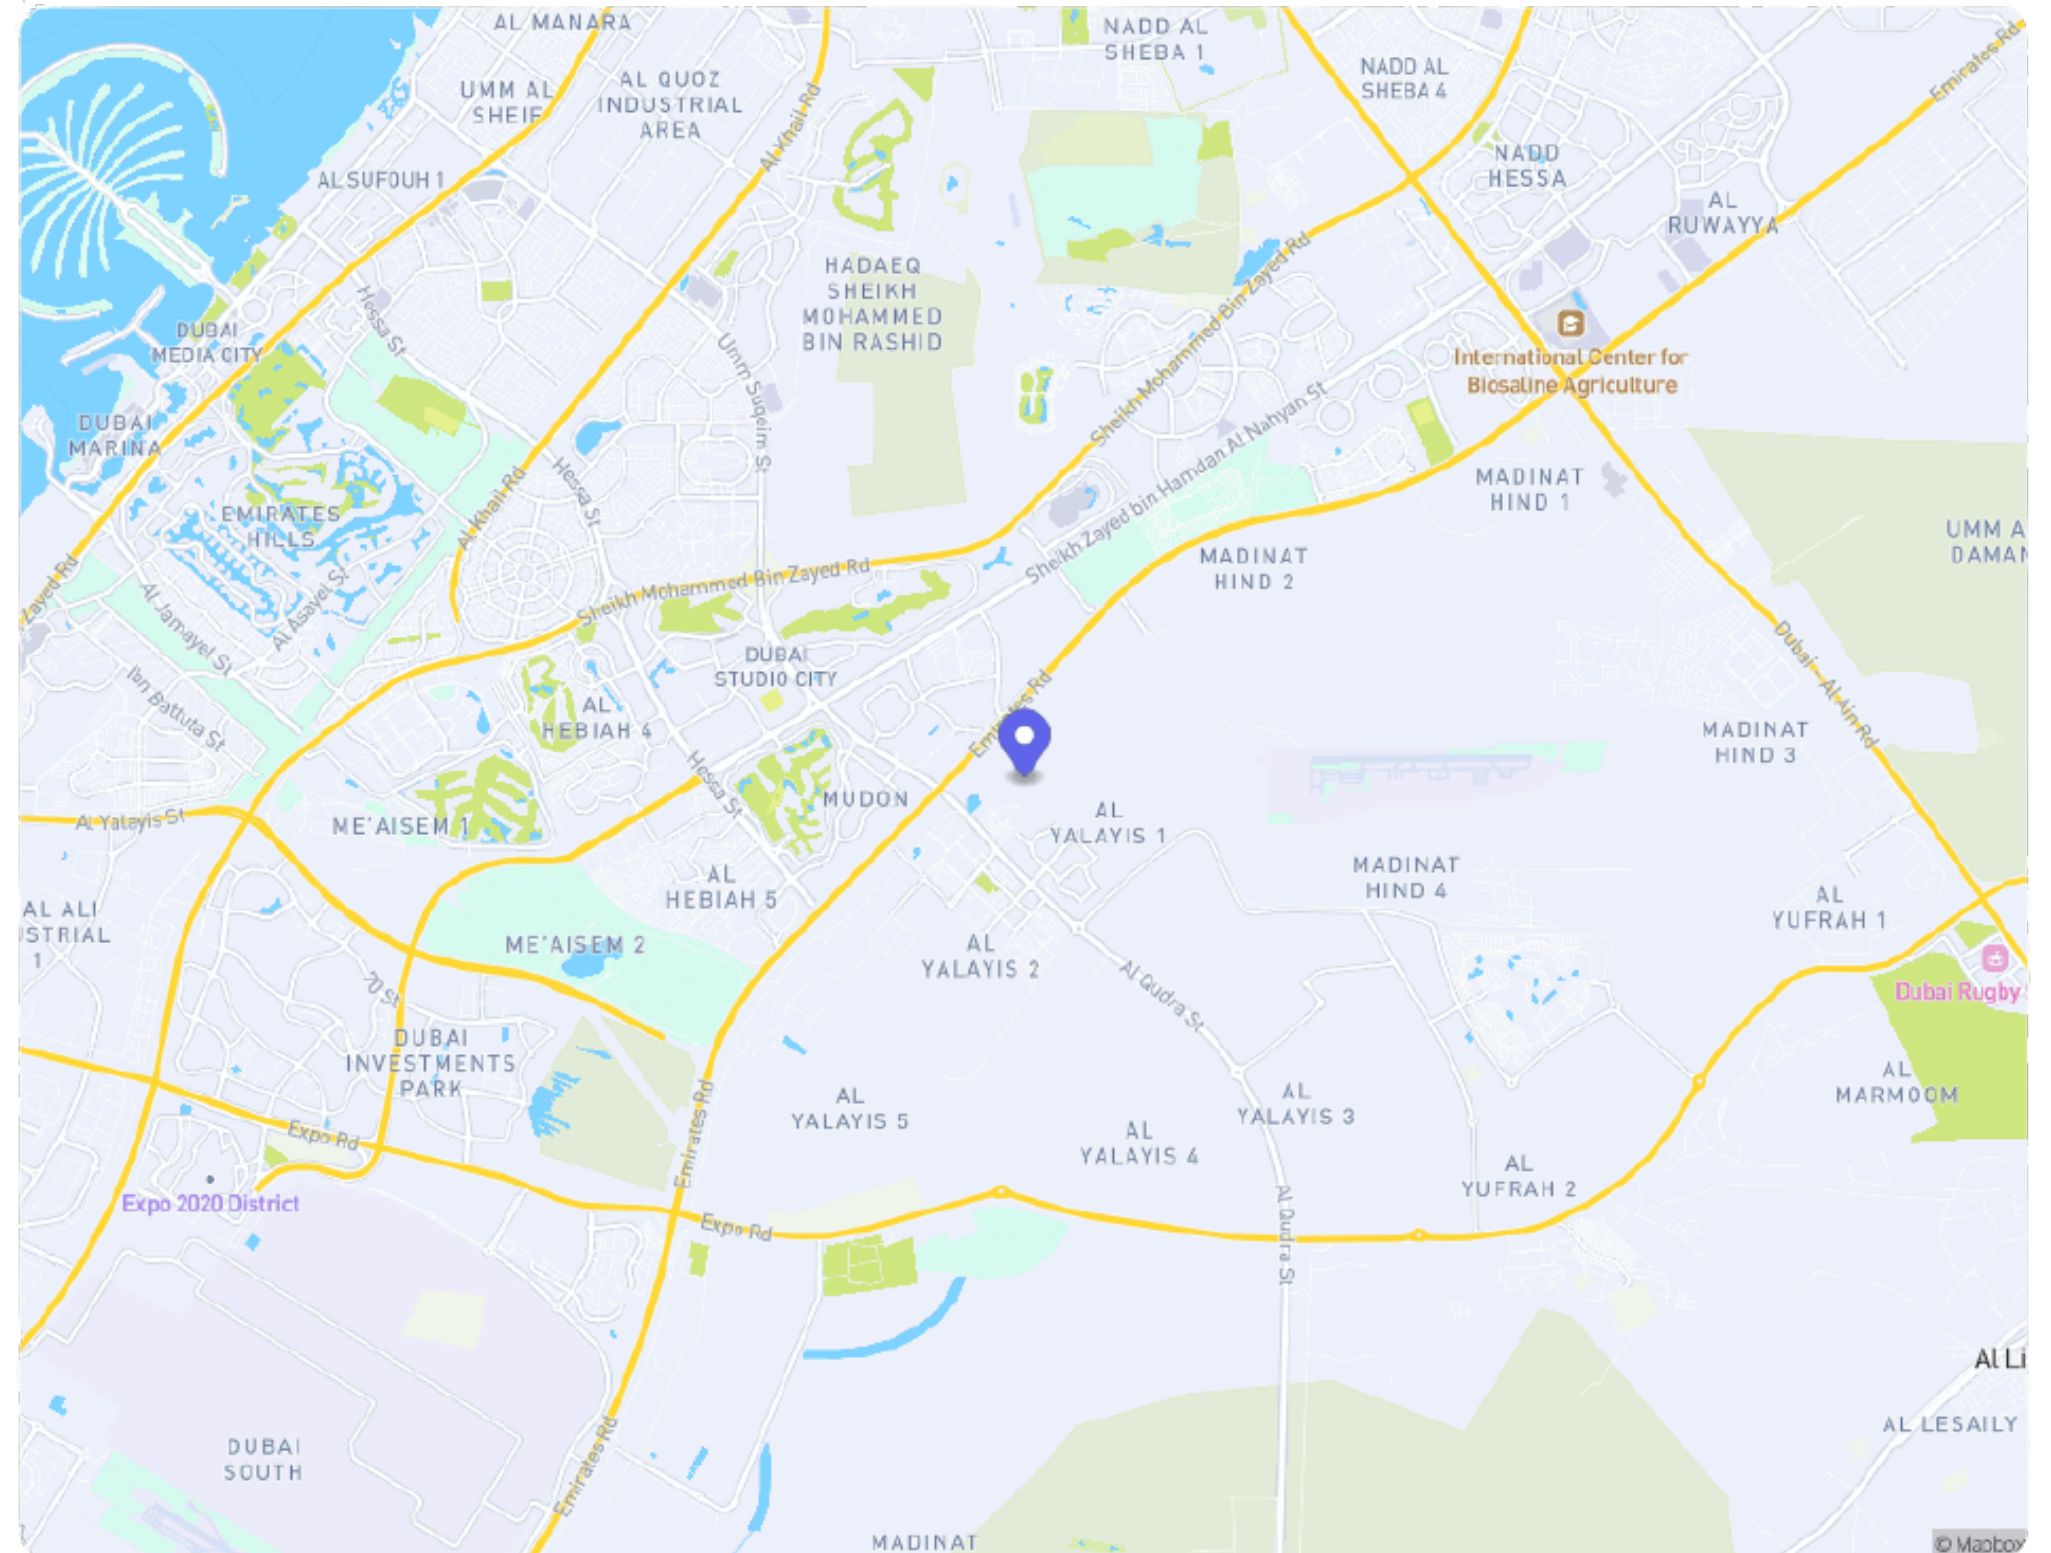 AL MANARA
NADD AL
SHEBA 1
UMM AL
SHEIF
AL QUOZ
INDUSTRIAL
AREA
Al Khail Rd
NADD AL
SHEBA 4
Emirates Rd
ALSUFOUH 1
NADD
HESSA
AL
RUWAYYA
HADAEQ
SHEIKH
MOHAMMED
BIN RASHID
Hessa St
DUBAI
MEDIA CITY
Umm Suqeim St
Sheikh Mohammed Bin Zayed Rd
International Center for
Biosaline Agriculture
DUBAI
MARINA
Sheikh Zayed bin Hamdan Al Nahyan St
Al Khail Rd
Hessa St
MADINAT
HIND 1
EMIRATES
HILLS
UMM A
DAMAN
Zayed Rd
MADINAT
HIND 2
Al Jamayel St
Al Asayel St
Sheikh Mohammed Bin Zayed Rd
Ibn Battuta St
DUBAI
STUDIO CITY
Emirates Rd
Dubai - Al Ain Rd
AL
HEBIAH 4
MADINAT
HIND 3
Hessa St
MUDON
Al Yalayis St
ME'AISEM 1
AL
YALAYIS 1
AL
HEBIAH 5
MADINAT
HIND 4
AL
YUFRAH 1
AL ALI
USTRIAL
1
ME'AISEM 2
AL
YALAYIS 2
Al Qudra St
Dubai Rugby
70 St
DUBAI
INVESTMENTS
PARK
AL
YALAYIS 5
AL
YALAYIS 3
AL
MARMOOM
Emirates Rd
Expo Rd
AL
YALAYIS 4
AL
YUFRAH 2
Expo 2020 District
Expo Rd
Al Qudra St
Al Li
AL LESAILY
DUBAI
SOUTH
Emirates Rd
MADINAT
© Mapbox